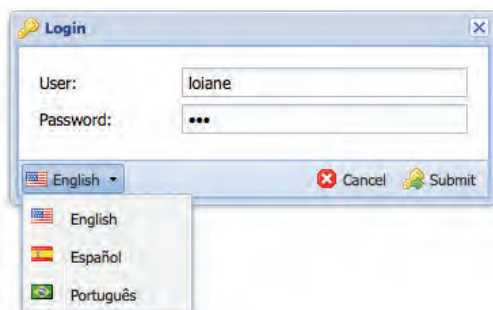 Login
User: loiane
Password: •••
English Cancel Submit
English
Español
Português